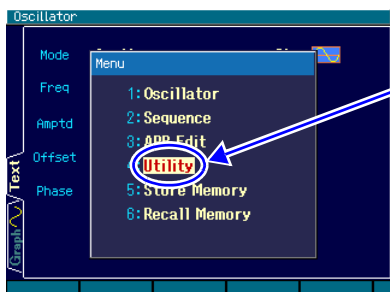 Oscillator
Mode
Menu
Freq
1:Oscillator
2:Sequence
Amptd
3:ARB Edit
Offset
Utility
Phase
5:Store Memory
6:Recall Memory
Text
Graph